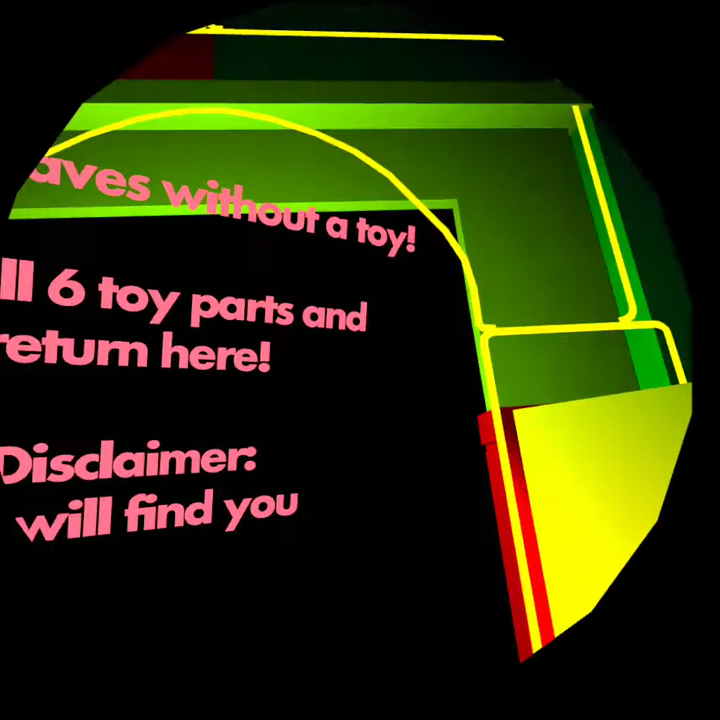 aves without a toy!
ll 6 toy parts and
return here!
Disclaimer:
will find you